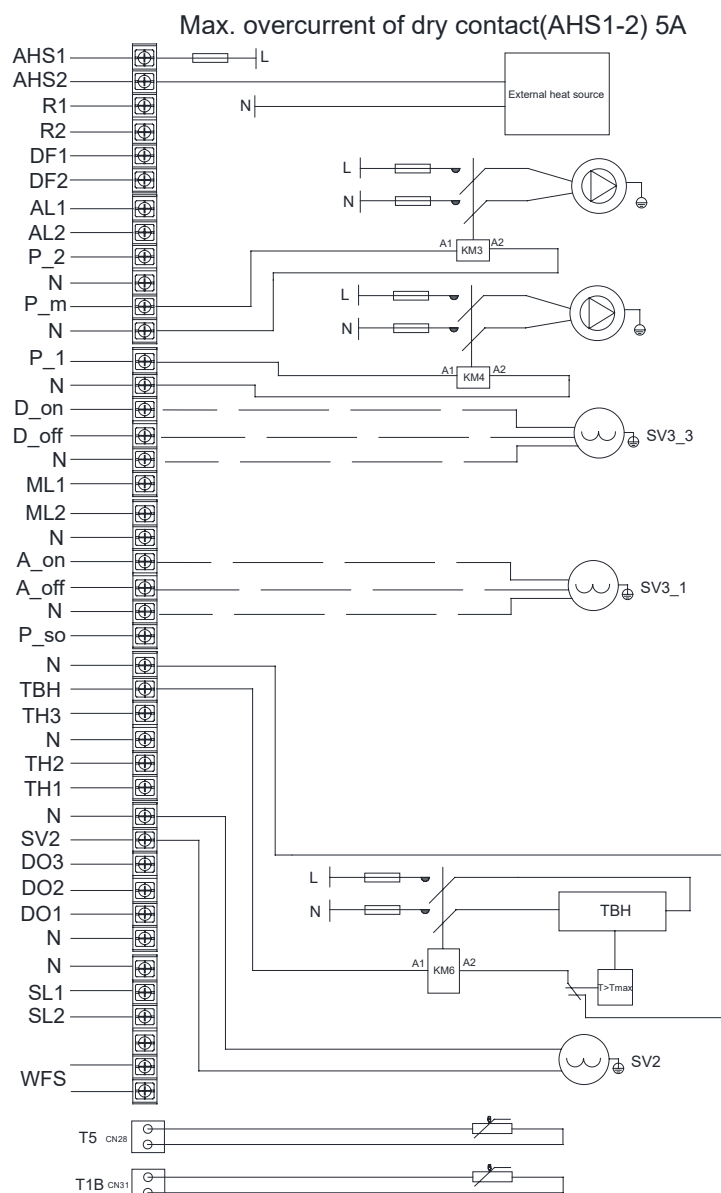 Max. overcurrent of dry contact(AHS1-2) 5A
AHS1
L
AHS2
External heat source
R1
N
R2
DF1
L
DF2
AL1
N
AL2
A1
KM3
A2
P_2
N
L
P_m
N
N
P_1
A1
KM4
A2
N
D_on
D_off
SV3_3
N
ML1
ML2
N
A_on
A_off
SV3_1
N
P_so
N
TBH
TH3
N
TH2
TH1
N
SV2
DO3
L
DO2
DO1
N
TBH
N
N
A1
KM6
A2
T>Tmax
SL1
SL2
SV2
WFS
T5
CN28
6
T1B
CN31
6